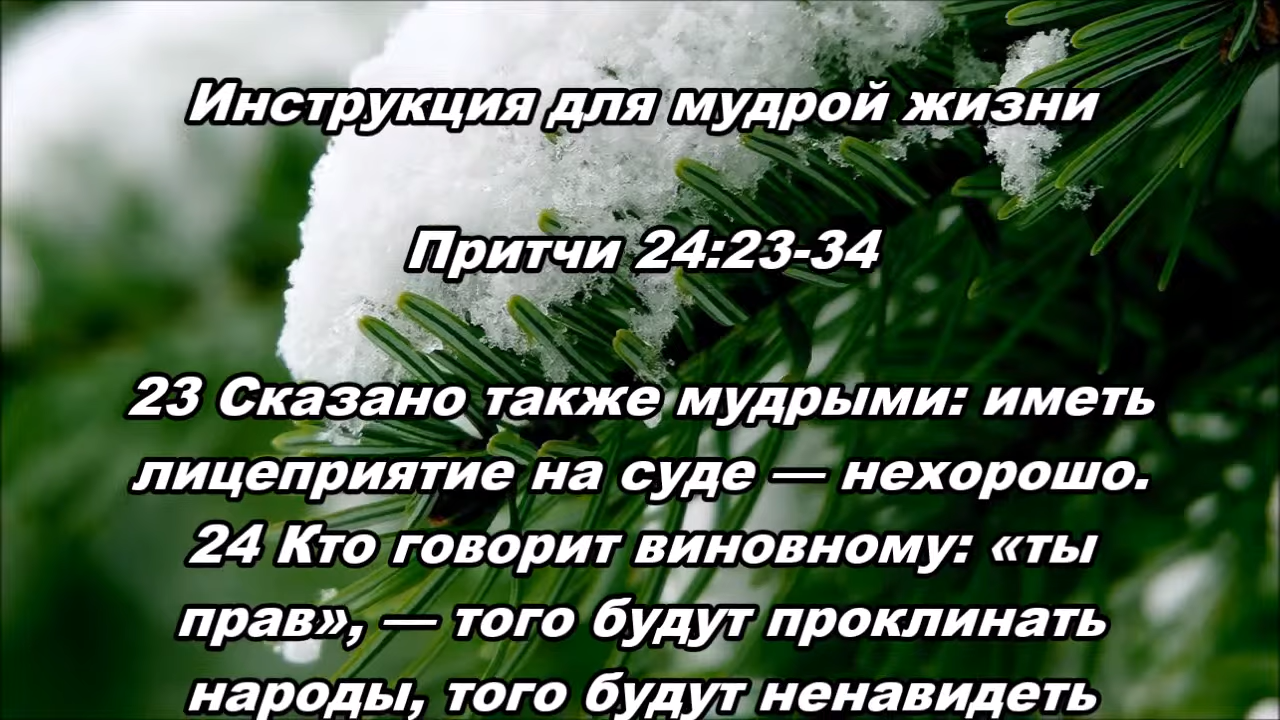 Инструкция для мудрой жизни
Притчи 24:23-34
23 Сказано также мудрыми: иметь
лицеприятие на суде — нехорошо.
24 Кто говорит виновному: «ты
прав», — того будут проклинать
народы, того будут ненавидеть